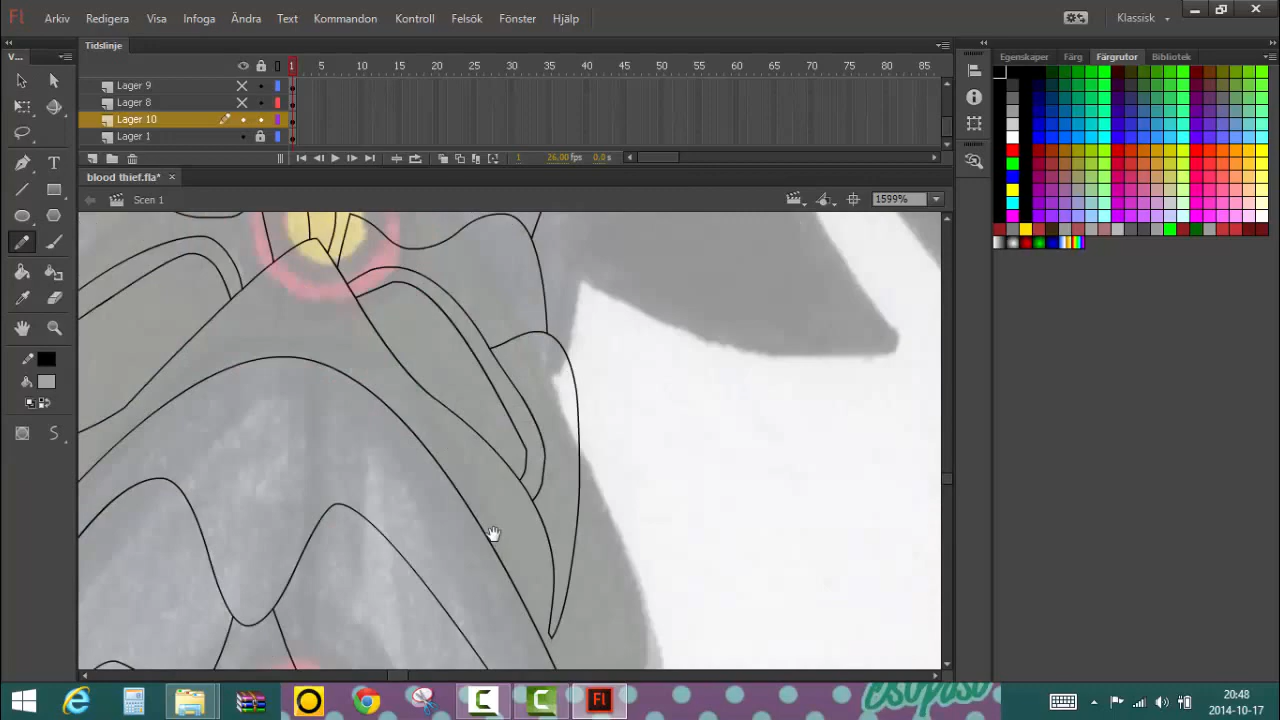 Fl Arkiv Redigera Visa Infoga Ändra Text Kommandon Kontroll Felsök Fönster Hjälp Klassisk
V... Tidslinje Egenskaper Färg Färgrutor Bibliotek
1 5 10 15 20 25 30 35 40 45 50 55 60 65 70 75 80 85
Lager 9
Lager 8
Lager 10
Lager 1
1 26,00 fps 0,0 s
blood thief.fla*
Scene 1 1599%
Fl
20:48
2014-10-17